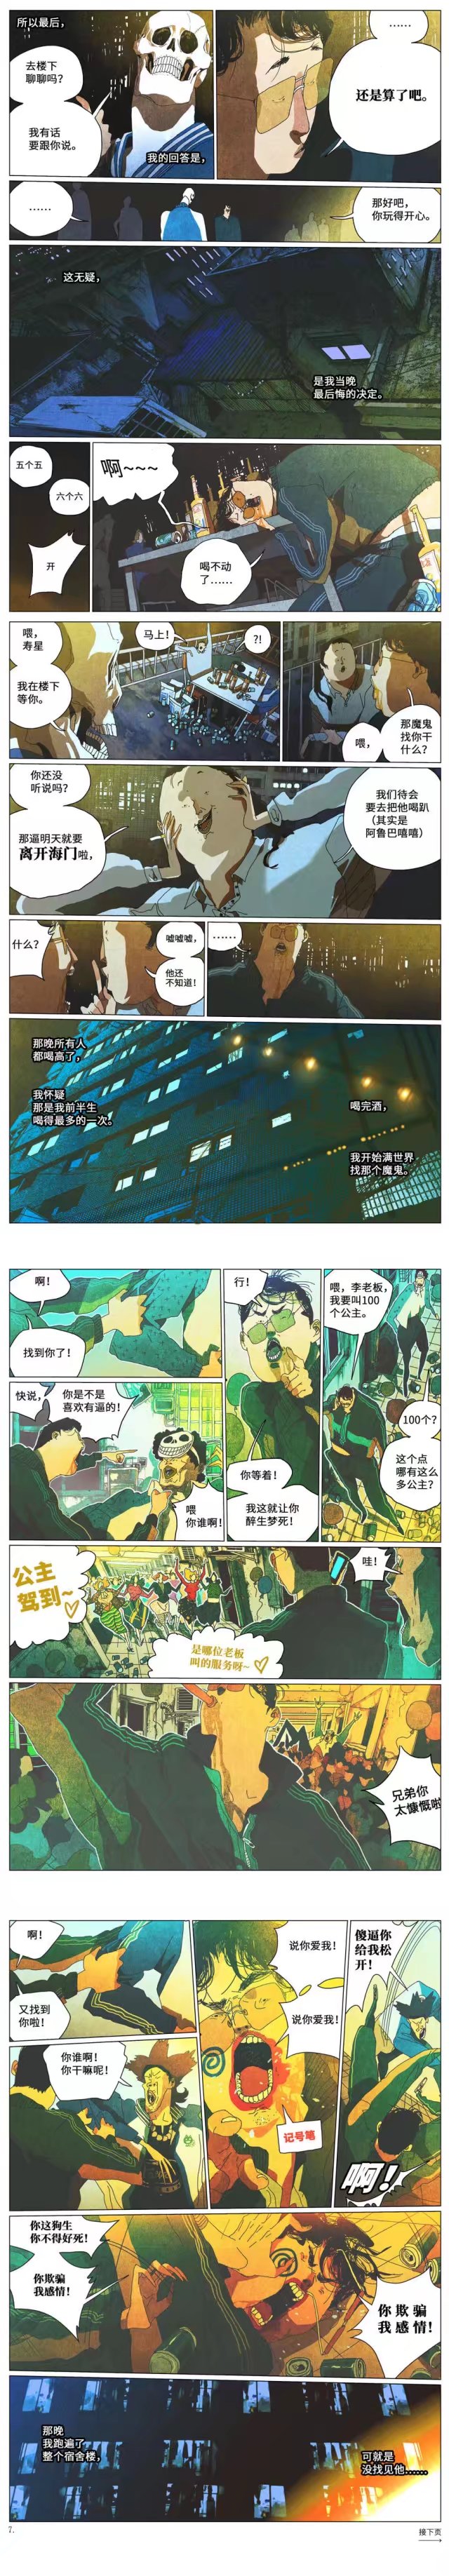 所以最后，
去楼下
聊聊吗？
我有话
要跟你说。
我的回答是，
……
还是算了吧。
……
那好吧，
你玩得开心。
这无疑，
是我当晚
最后悔的决定。
五个五
六个六
开
啊~~~
喝不动
了……
喂，
寿星
我在楼下
等你。
马上！
?!
喂，
那魔鬼
找你干
什么？
你还没
听说吗？
那逼明天就要
离开海门啦，
我们待会
要去把他喝趴
（其实是
阿鲁巴嘻嘻）
什么？
嘘嘘嘘，
他还
不知道！
……
那晚所有人
都喝高了，
我怀疑
那是我前半生
喝得最多的一次。
喝完酒，
我开始满世界
找那个魔鬼。
啊！
找到你了！
快说，
你是不是
喜欢有逼的！
喂
你谁啊！
行！
你等着！
我这就让你
醉生梦死！
喂，李老板，
我要叫100
个公主。
100个？
这个点
哪有这么
多公主？
公主
驾到~
是哪位老板
叫的服务呀~
哇！
兄弟你
太慷慨啦
啊！
又找到
你啦！
你谁啊！
你干嘛呢！
说你爱我！
说你爱我！
记号笔
傻逼你
给我松
开！
啊！
你这狗生
你不得好死！
你欺骗
我感情！
你欺骗
我感情！
那晚
我跑遍了
整个宿舍楼，
可就是
没找见他……
7.
接下页